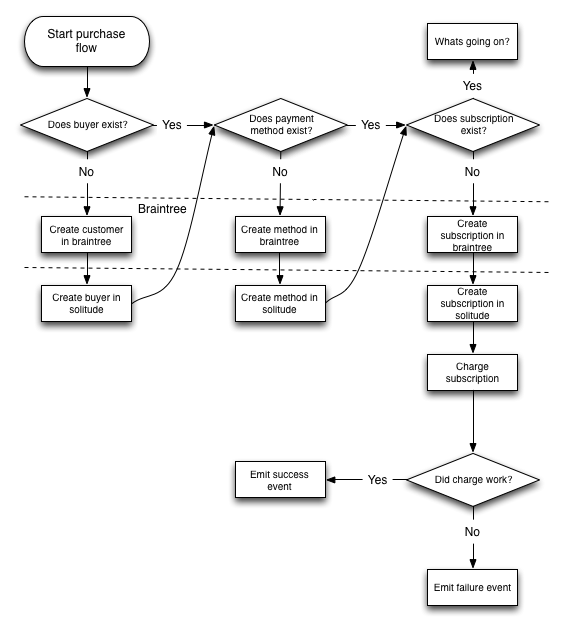 Start purchase
flow
Whats going on?
Yes
Does buyer exist?
Yes
Does payment
method exist?
Yes
Does subscription
exist?
No
No
No
Braintree
Create customer
in braintree
Create method in
braintree
Create
subscription in
braintree
Create buyer in
solitude
Create method in
solitude
Create
subscription in
solitude
Charge
subscription
Emit success
event
Yes
Did charge work?
No
Emit failure event